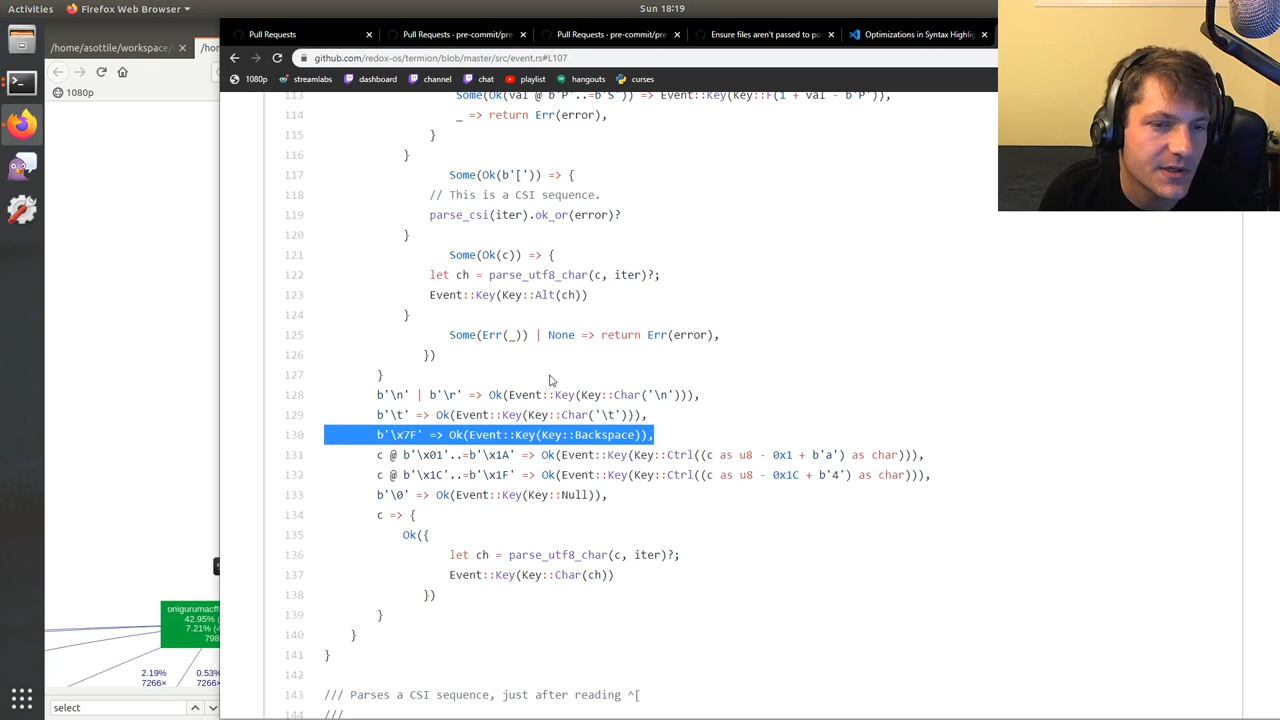 Activities
Firefox Web Browser
Sun 18:19
/home/asottile/workspace/
/hom
1080p
Pull Requests
Pull Requests · pre-commit/pre-
Pull Requests · pre-commit/pre-
Ensure files aren't passed to po
Optimizations in Syntax Highlig
github.com/redox-os/termion/blob/master/src/event.rs#L107
1080p
streamlabs
dashboard
channel
chat
playlist
hangouts
curses
113 Some(Ok(val @ b'P'..=b'S')) => Event::Key(Key::F(1 + val - b'P')),
114 _ => return Err(error),
115 }
116 }
117 Some(Ok(b'[')) => {
118 // This is a CSI sequence.
119 parse_csi(iter).ok_or(error)?
120 }
121 Some(Ok(c)) => {
122 let ch = parse_utf8_char(c, iter)?;
123 Event::Key(Key::Alt(ch))
124 }
125 Some(Err(_)) | None => return Err(error),
126 })
127 }
128 b'\n' | b'\r' => Ok(Event::Key(Key::Char('\n'))),
129 b'\t' => Ok(Event::Key(Key::Char('\t'))),
130 b'\x7F' => Ok(Event::Key(Key::Backspace)),
131 c @ b'\x01'..=b'\x1A' => Ok(Event::Key(Key::Ctrl((c as u8 - 0x1 + b'a') as char))),
132 c @ b'\x1C'..=b'\x1F' => Ok(Event::Key(Key::Ctrl((c as u8 - 0x1C + b'4') as char))),
133 b'\0' => Ok(Event::Key(Key::Null)),
134 c => {
135 Ok({
136 let ch = parse_utf8_char(c, iter)?;
137 Event::Key(Key::Char(ch))
138 })
139 }
140 }
141 }
142
143 /// Parses a CSI sequence, just after reading ^[
144 ///
onigurumacff
42.95%
7.21% (4
798
2.19%
7266×
0.53%
7266×
select